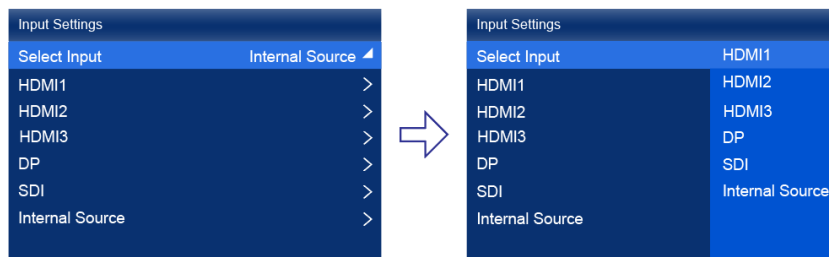 Input Settings
Select Input Internal Source
HDMI1
HDMI2
HDMI3
DP
SDI
Internal Source
Input Settings
Select Input HDMI1
HDMI1 HDMI2
HDMI2 HDMI3
HDMI3 DP
DP SDI
SDI Internal Source
Internal Source